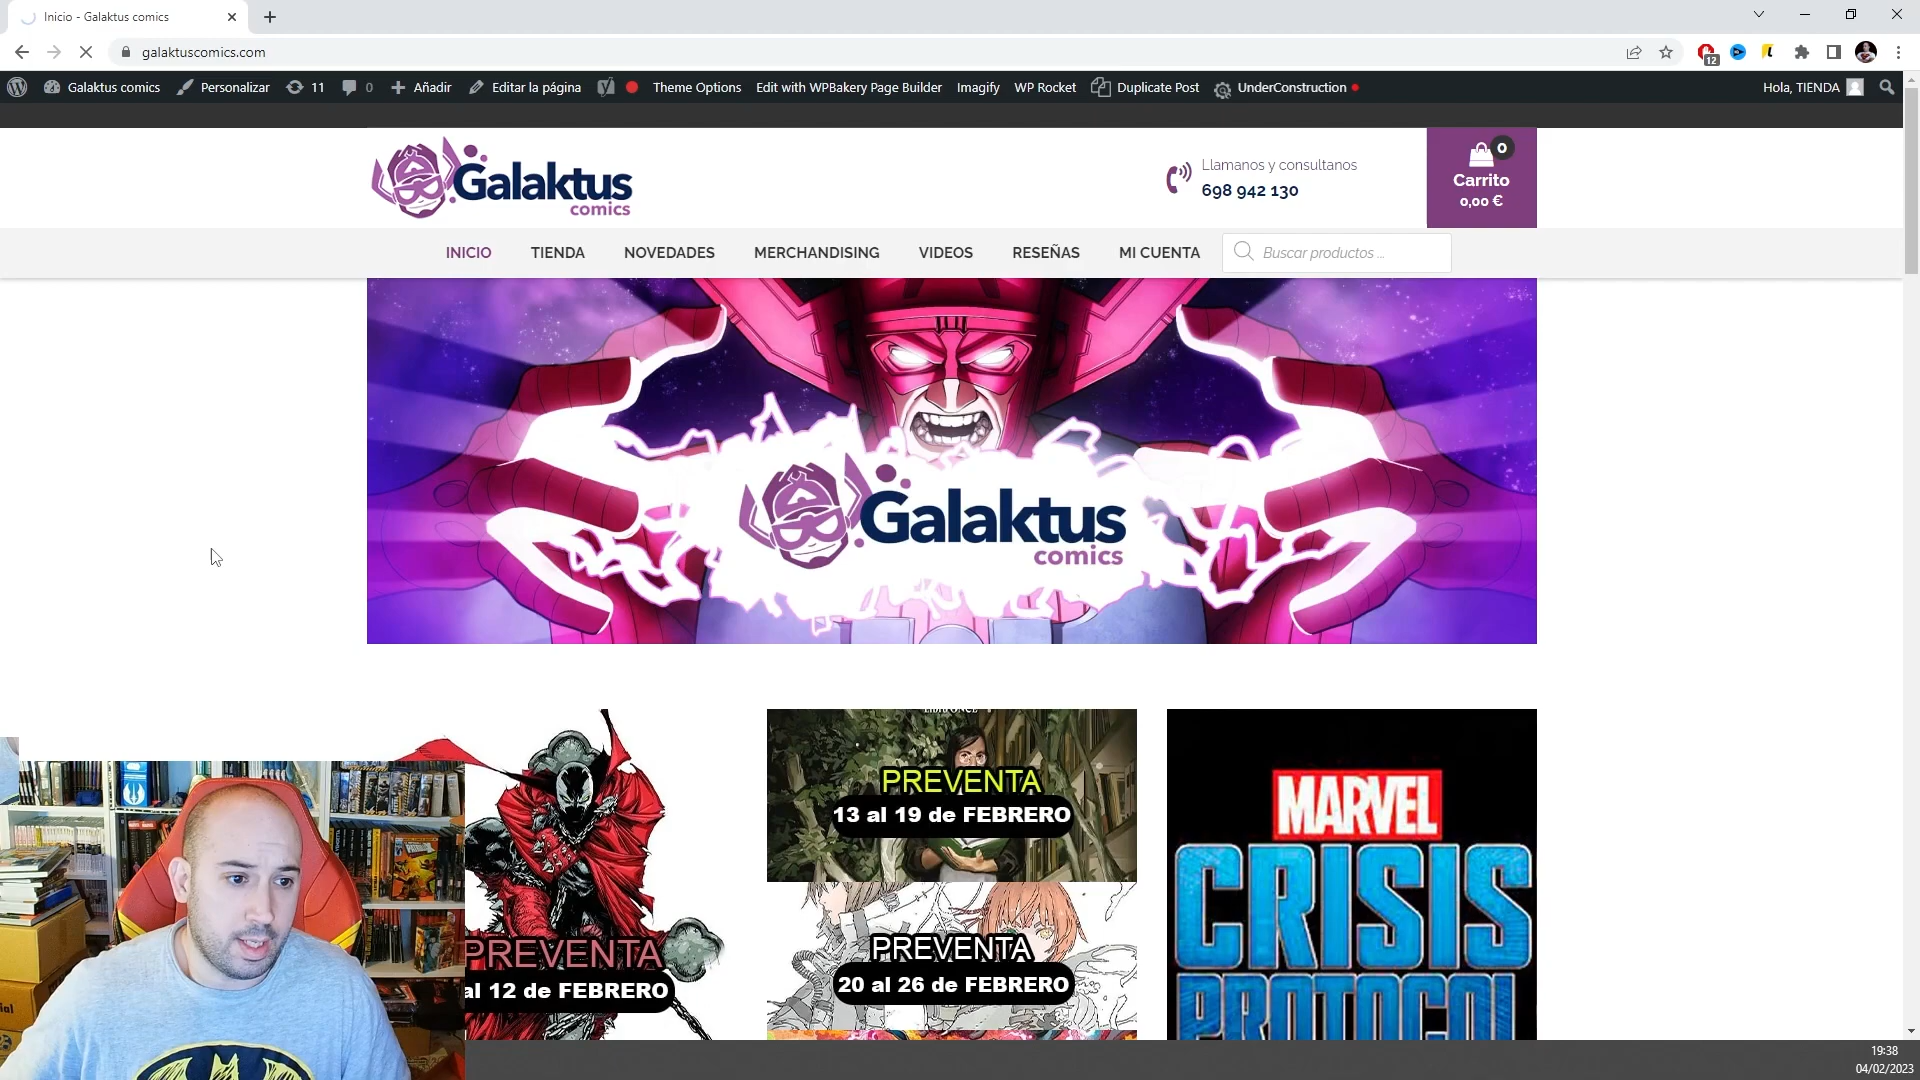 Inicio - Galaktus comics
galaktuscomics.com
12
Galaktus comics
Personalizar
11
0
Añadir
Editar la página
Theme Options
Edit with WPBakery Page Builder
Imagify
WP Rocket
Duplicate Post
UnderConstruction
Hola, TIENDA
Galaktus
comics
Llamanos y consultanos
698 942 130
0
Carrito
0,00 €
INICIO
TIENDA
NOVEDADES
MERCHANDISING
VIDEOS
RESEÑAS
MI CUENTA
Buscar productos ...
Galaktus
comics
PREVENTA
al 12 de FEBRERO
PREVENTA
13 al 19 de FEBRERO
PREVENTA
20 al 26 de FEBRERO
MARVEL
CRISIS
PROTOCOL
19:38
04/02/2023